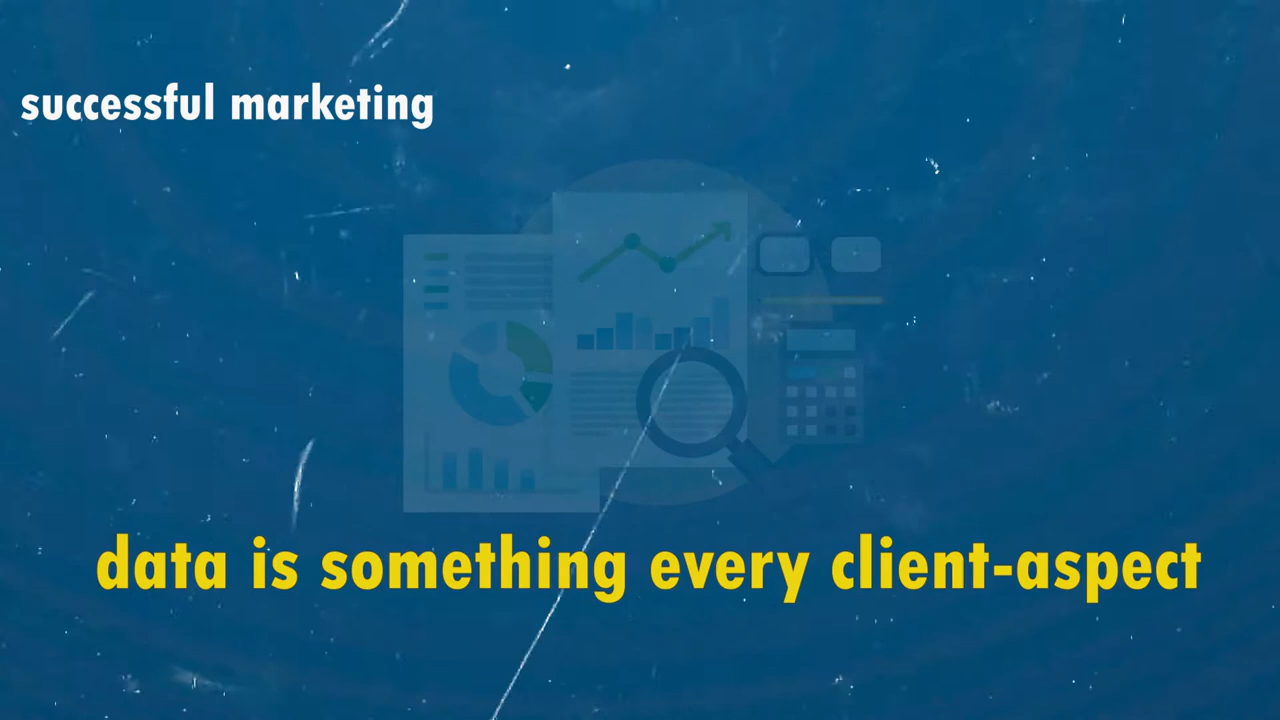 successful marketing
data is something every client-aspect